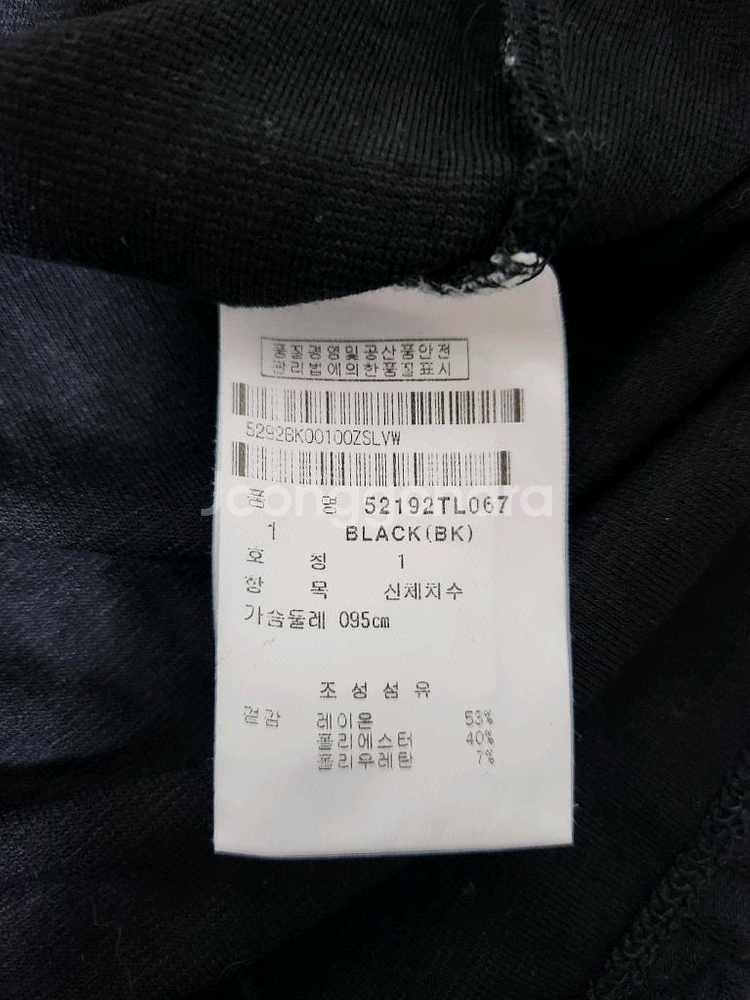 품질경영및공산품안전
관리법에의한품질표시
5292BK00100ZSLVW
품 명 52192TL067
1 BLACK(BK)
호 칭 1
항 목 신체치수
가슴둘레 095cm
조성섬유
겉감 레이온 53%
폴리에스터 40%
폴리우레탄 7%
joonggonara